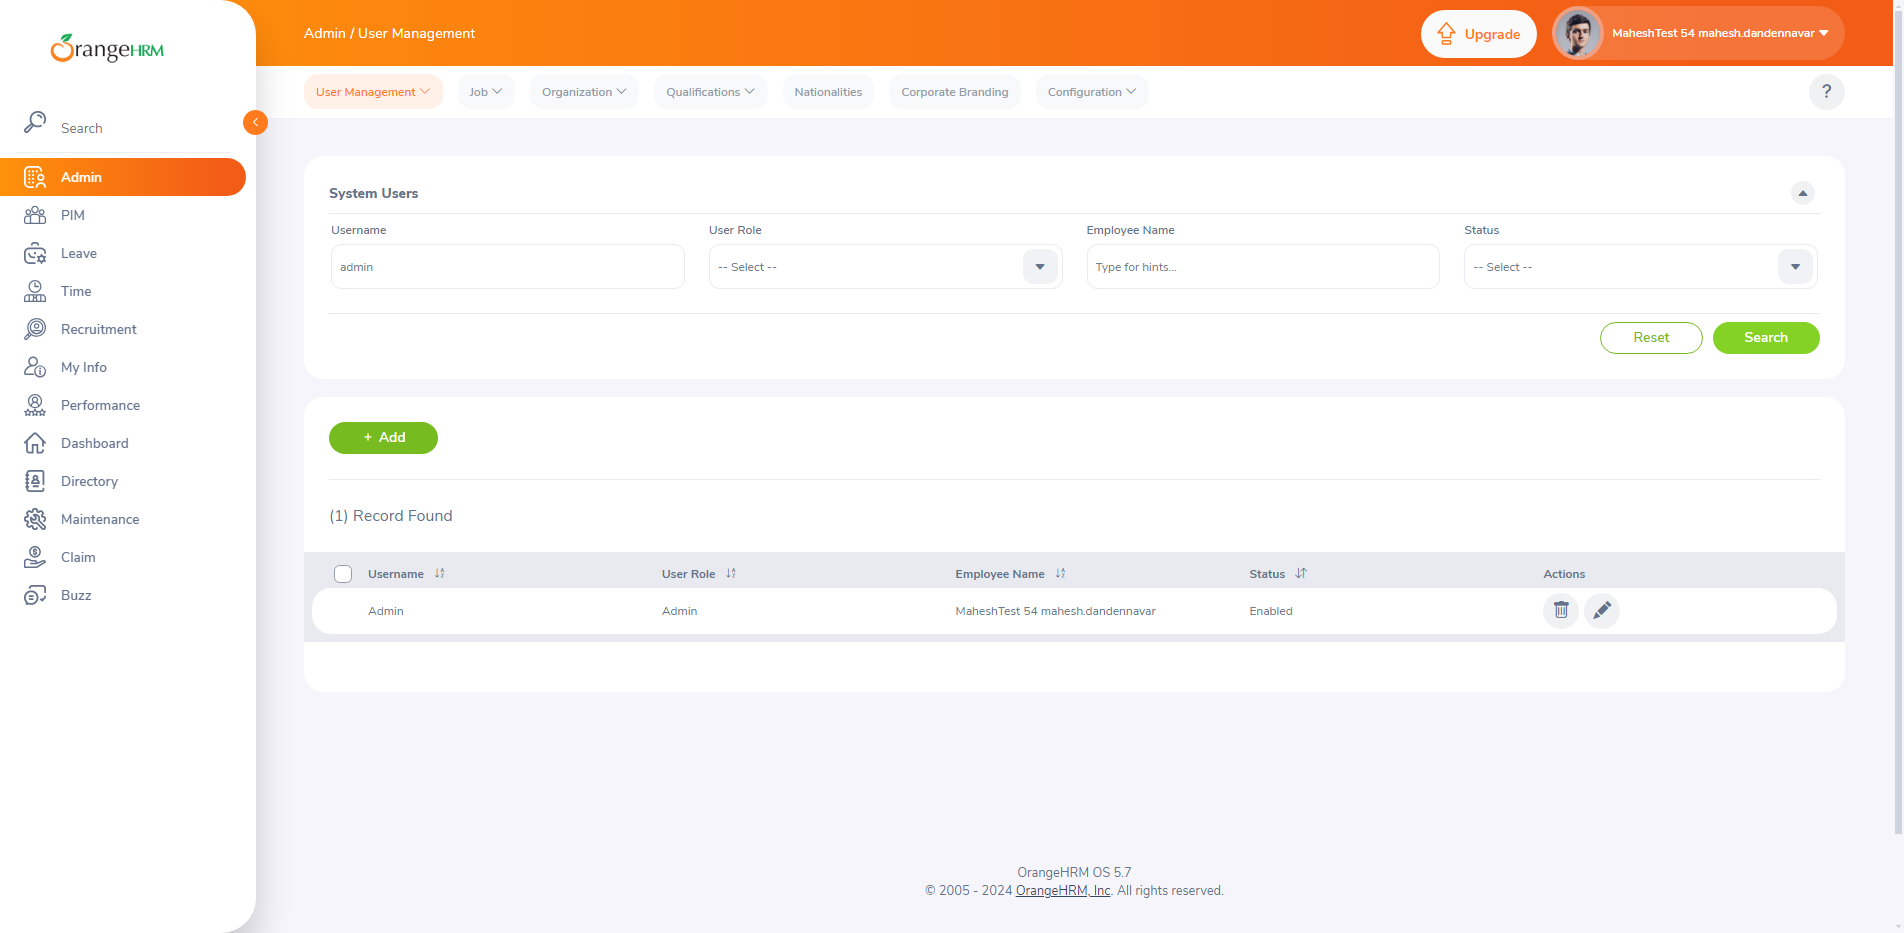 OrangeHRM
Admin / User Management
Upgrade
MaheshTest 54 mahesh.dandennavar
User Management
Job
Organization
Qualifications
Nationalities
Corporate Branding
Configuration
?
Search
Admin
PIM
Leave
Time
Recruitment
My Info
Performance
Dashboard
Directory
Maintenance
Claim
Buzz
System Users
Username
User Role
Employee Name
Status
admin
-- Select --
Type for hints...
-- Select --
Reset
Search
+ Add
(1) Record Found
Username
User Role
Employee Name
Status
Actions
Admin
Admin
MaheshTest 54 mahesh.dandennavar
Enabled
OrangeHRM OS 5.7
© 2005 - 2024 OrangeHRM, Inc. All rights reserved.